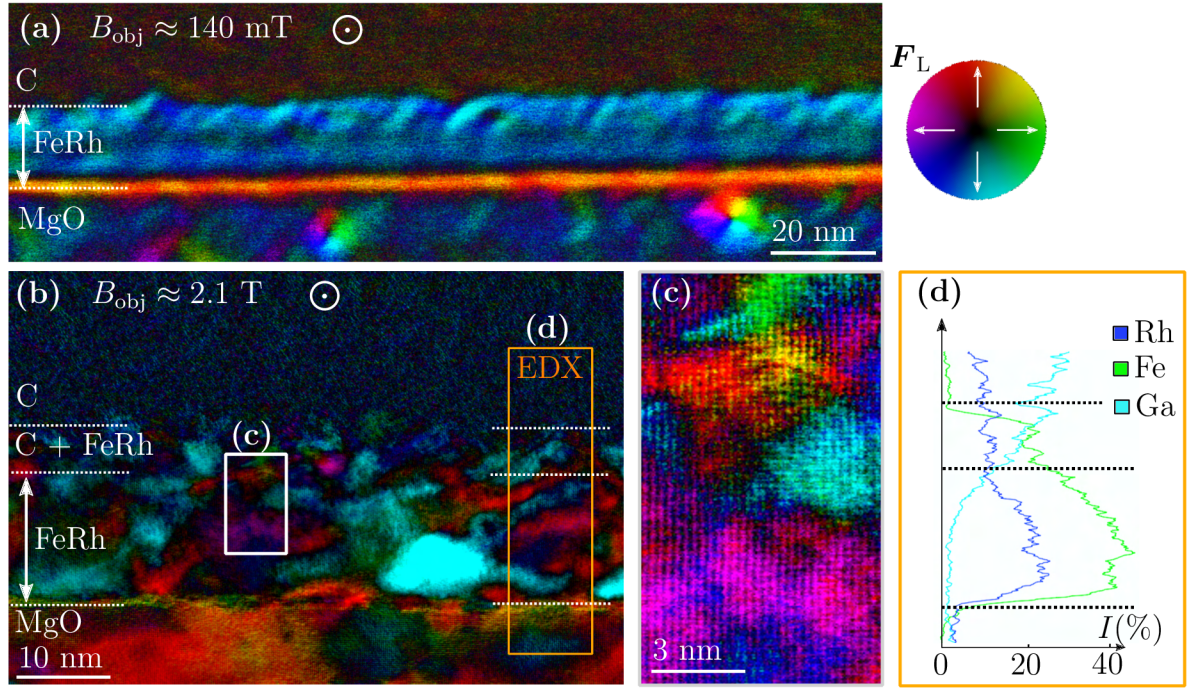 (a) B_obj ≈ 140 mT ⊙
F_L
C
FeRh
MgO
20 nm
(b) B_obj ≈ 2.1 T ⊙
(d)
EDX
C
(c)
C + FeRh
FeRh
MgO
10 nm
(c)
3 nm
(d)
Rh
Fe
Ga
I(%)
0 20 40